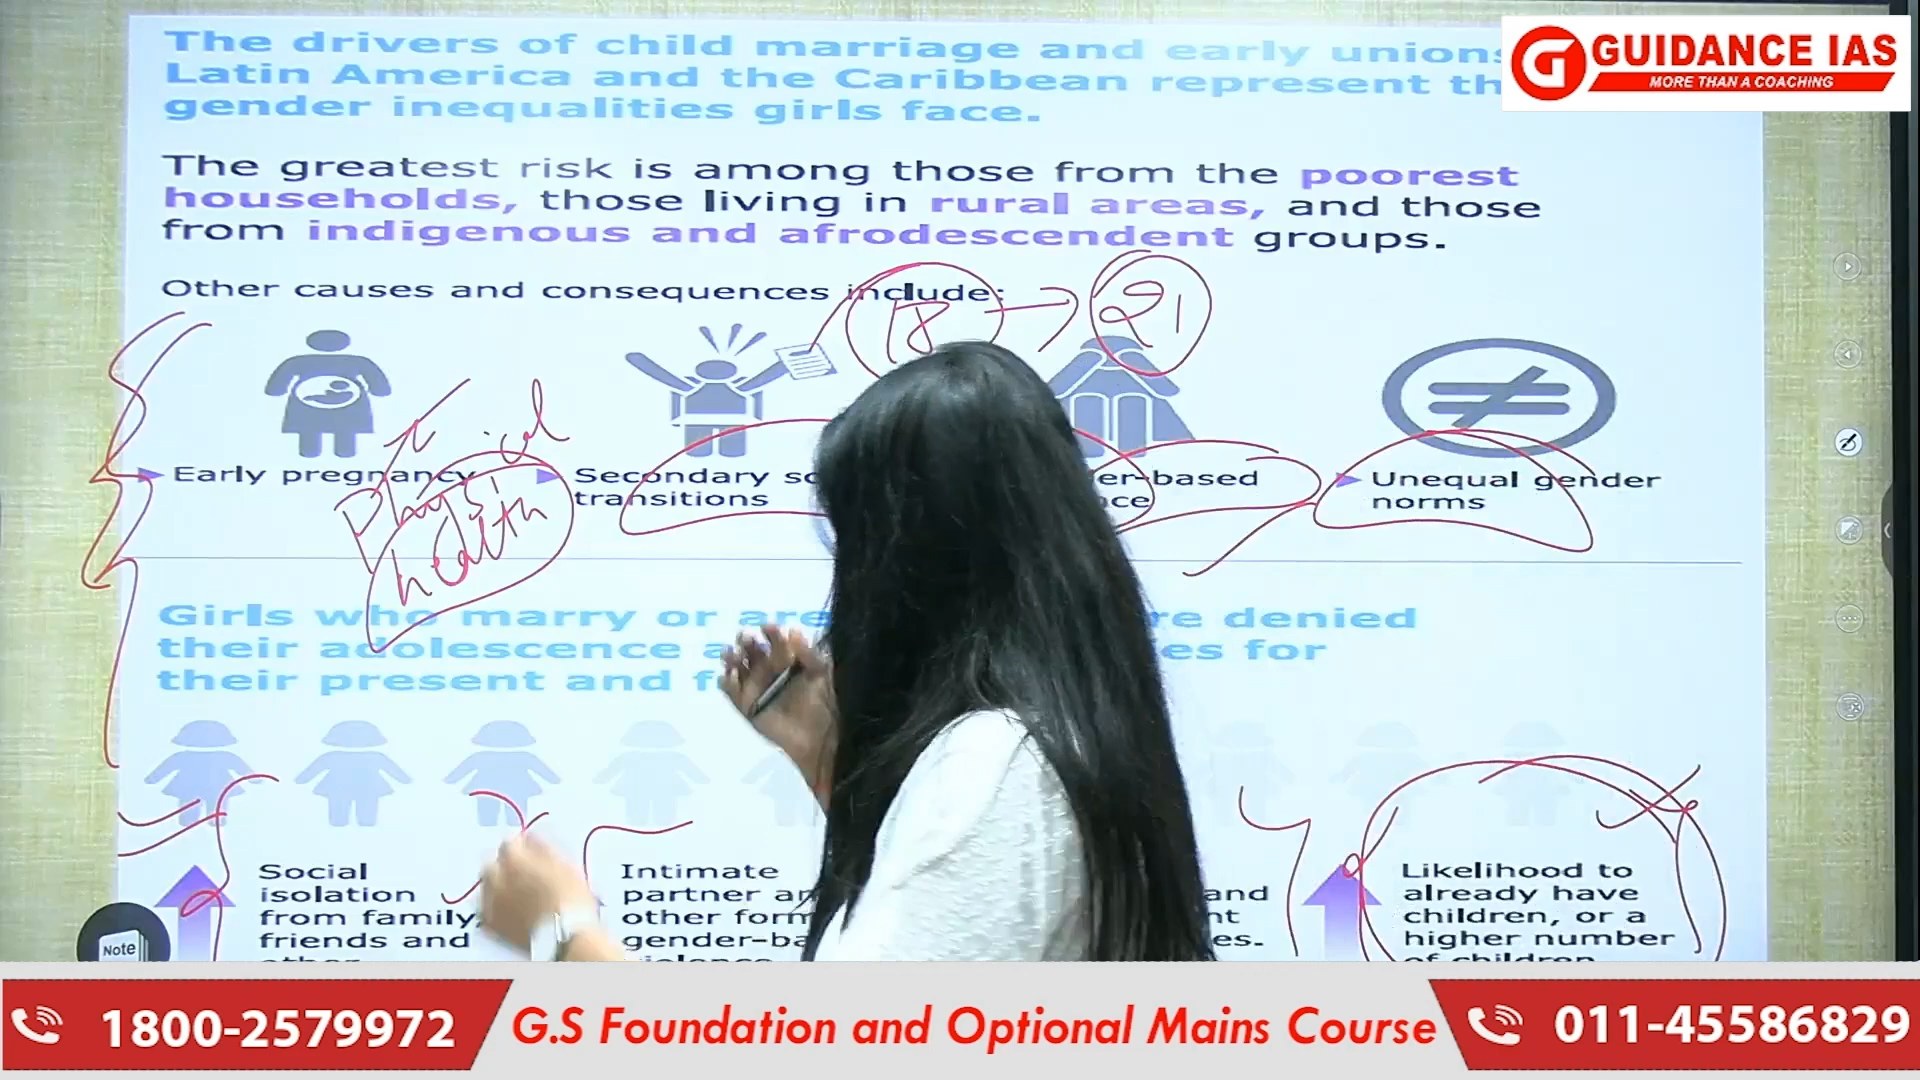 The drivers of child marriage and early unions
Latin America and the Caribbean represent th
gender inequalities girls face.
GUIDANCE IAS
MORE THAN A COACHING
The greatest risk is among those from the poorest
households, those living in rural areas, and those
from indigenous and afrodescendent groups.
Other causes and consequences include:
18 → 21
Early pregnancy
Physical
health
Secondary
transitions
er-based
Unequal gender
norms
Girls who marry or are re denied
their adolescence es for
their present and
Social
isolation
from family,
friends and
Intimate
partner
other form
gender-ba
and
es.
Likelihood to
already have
children, or a
higher number
of children
Note
1800-2579972
G.S Foundation and Optional Mains Course
011-45586829